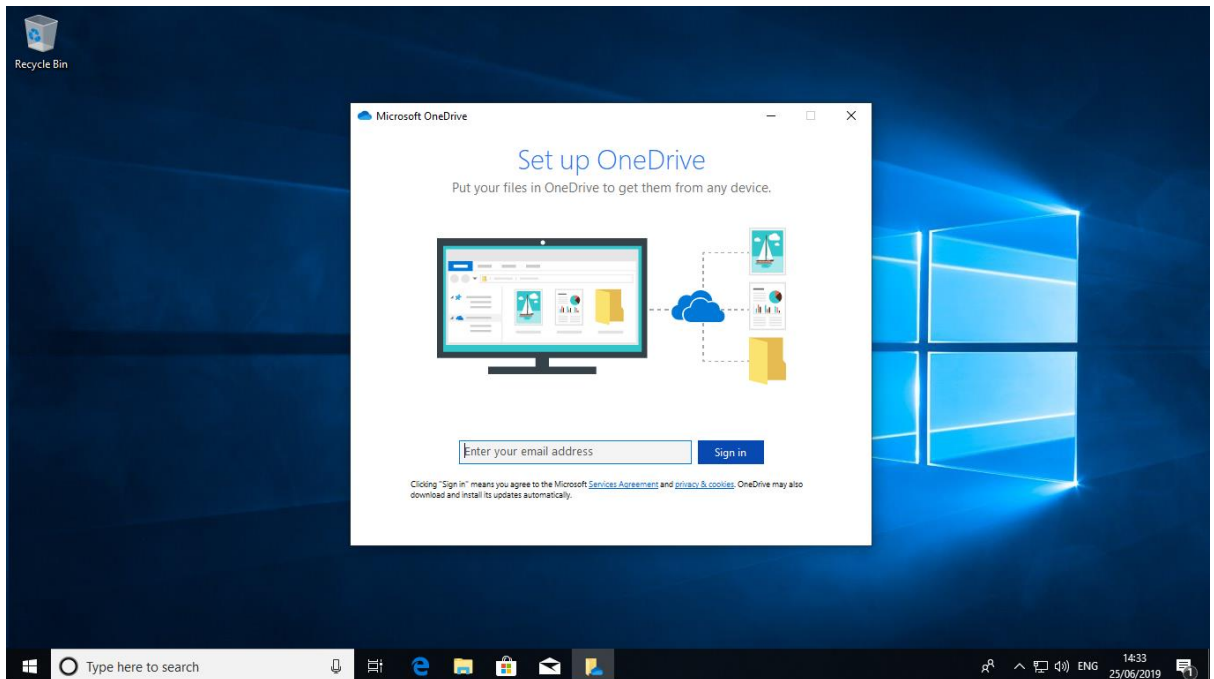 Recycle Bin
Microsoft OneDrive
Set up OneDrive
Put your files in OneDrive to get them from any device.
Enter your email address
Sign in
Clicking "Sign in" means you agree to the Microsoft Services Agreement and privacy & cookies. OneDrive may also
download and install its updates automatically.
Type here to search
ENG
14:33
25/06/2019
1